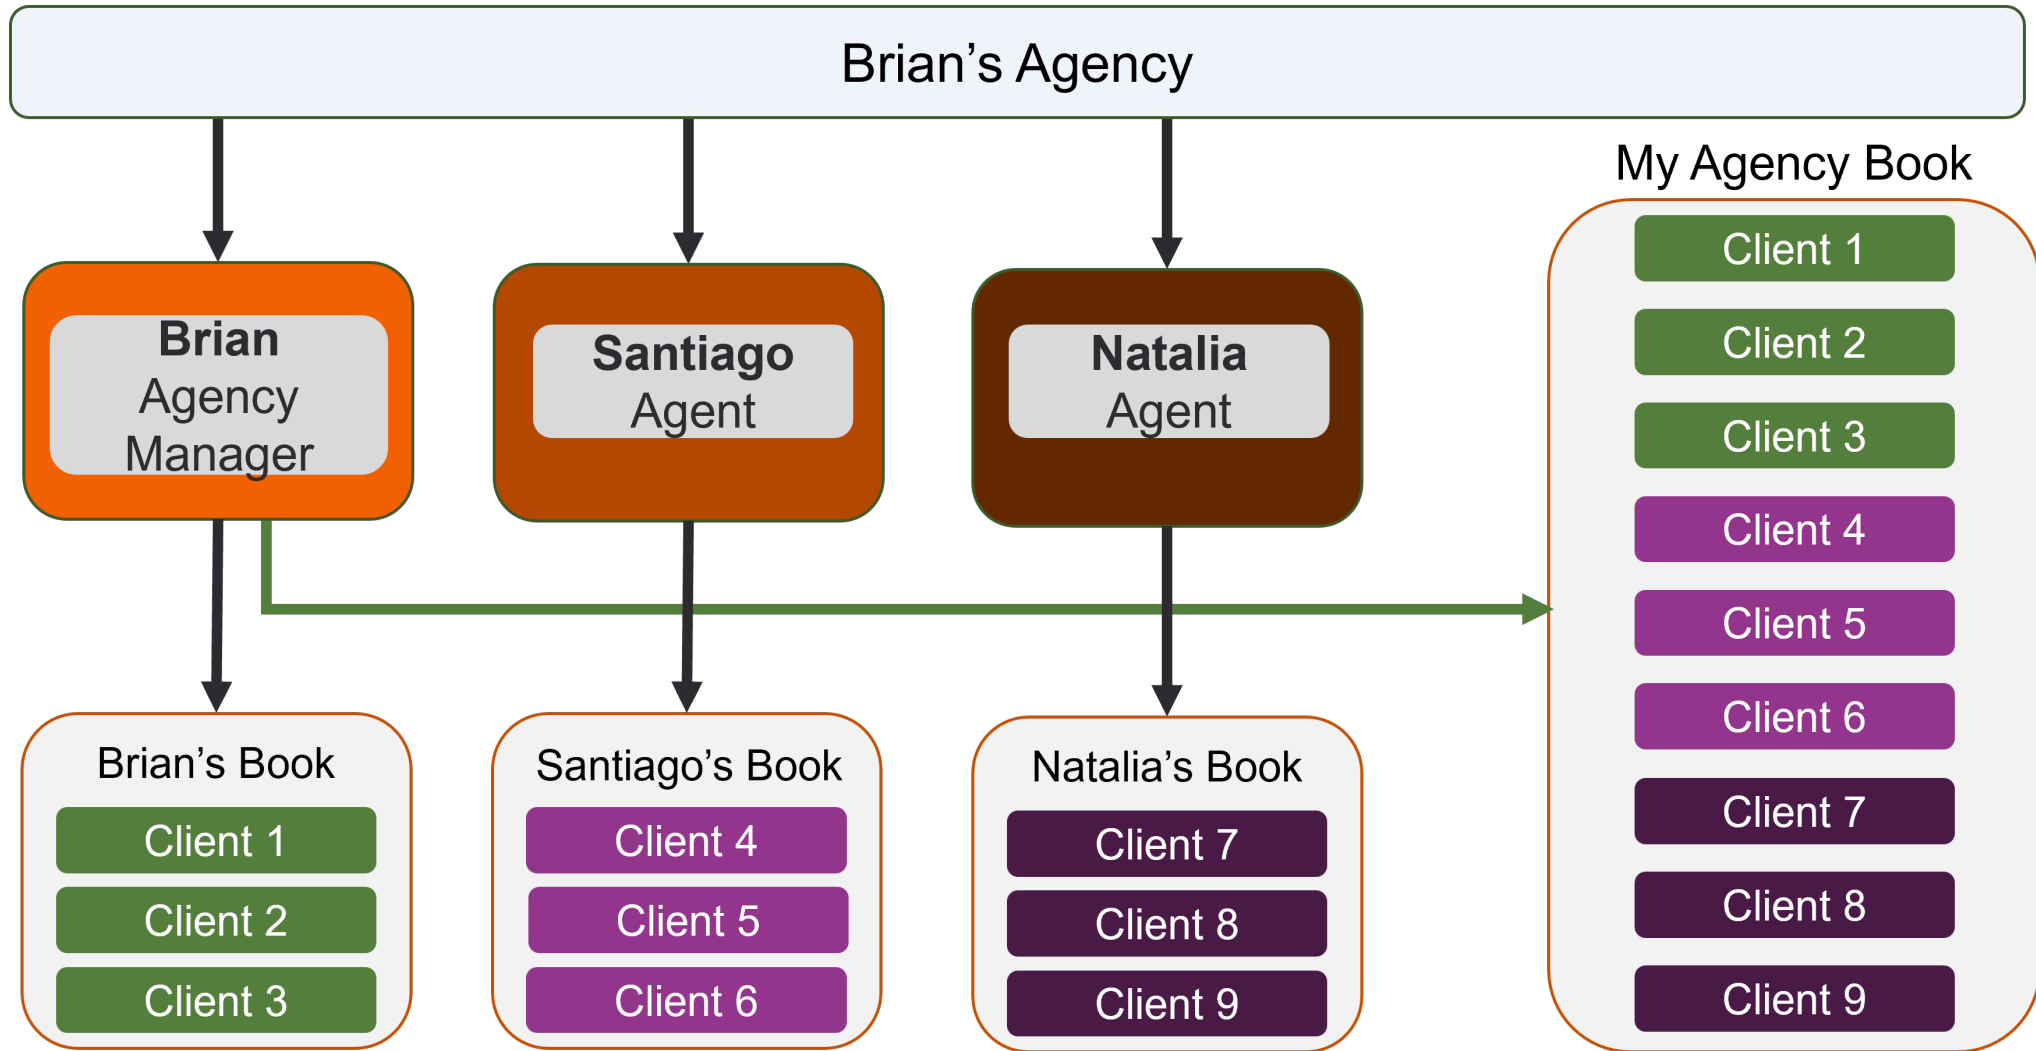 Brian’s Agency
Brian
Agency
Manager
Santiago
Agent
Natalia
Agent
Brian’s Book
Client 1
Client 2
Client 3
Santiago’s Book
Client 4
Client 5
Client 6
Natalia’s Book
Client 7
Client 8
Client 9
My Agency Book
Client 1
Client 2
Client 3
Client 4
Client 5
Client 6
Client 7
Client 8
Client 9